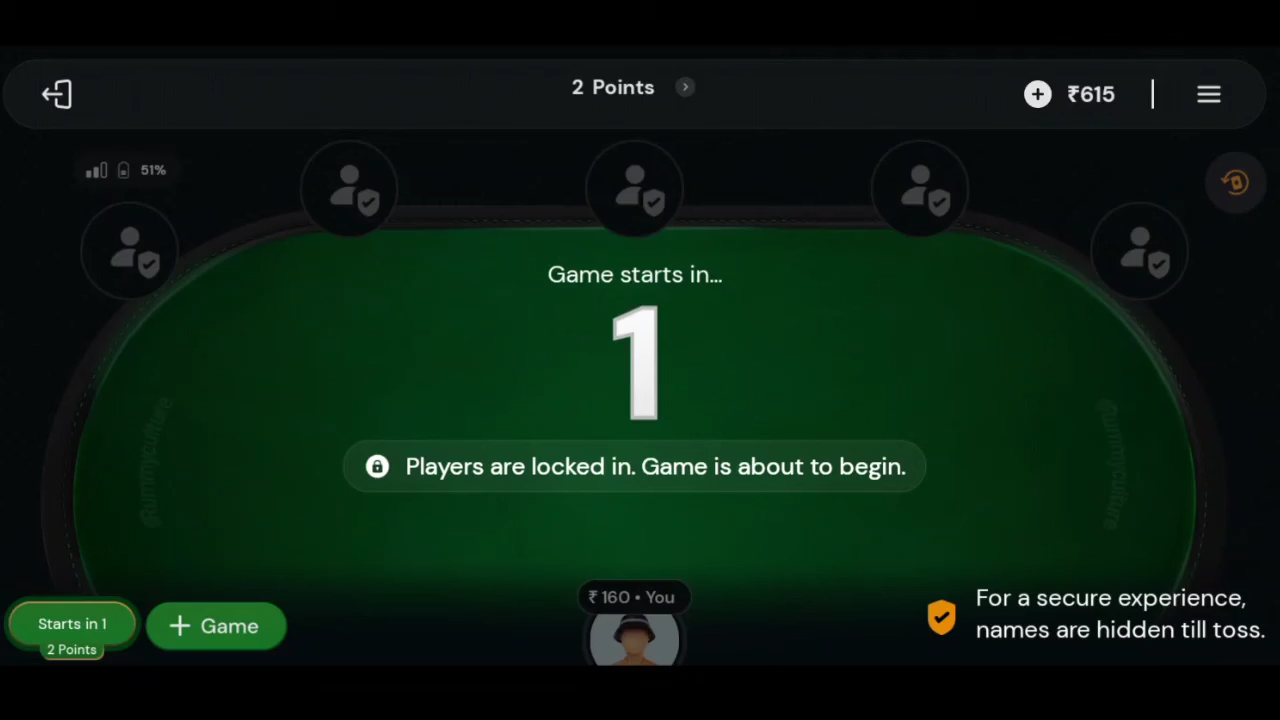 2 Points
₹615
51%
Game starts in...
1
Players are locked in. Game is about to begin.
₹ 160 • You
Starts in 1
2 Points
+ Game
For a secure experience,
names are hidden till toss.